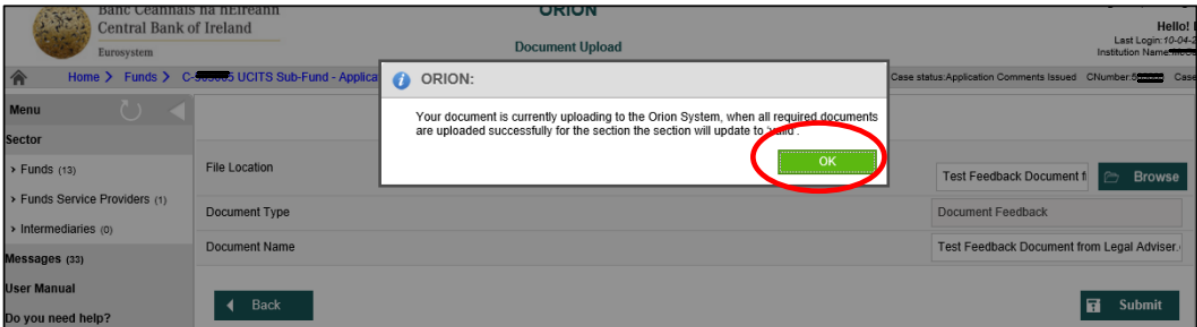 Banc Ceannais na hÉireann
Central Bank of Ireland
Eurosystem
ORION
Document Upload
Hello!
Last Login:10-04-2
Institution Name:
Home > Funds > C- UCITS Sub-Fund - Applica
Case status:Application Comments Issued CNumber: Case
ORION:
Your document is currently uploading to the Orion System, when all required documents
are uploaded successfully for the section the section will update to 'valid'.
OK
Menu
Sector
> Funds (13)
> Funds Service Providers (1)
> Intermediaries (0)
Messages (33)
User Manual
Do you need help?
File Location
Test Feedback Document f
Browse
Document Type
Document Feedback
Document Name
Test Feedback Document from Legal Adviser.
Back
Submit